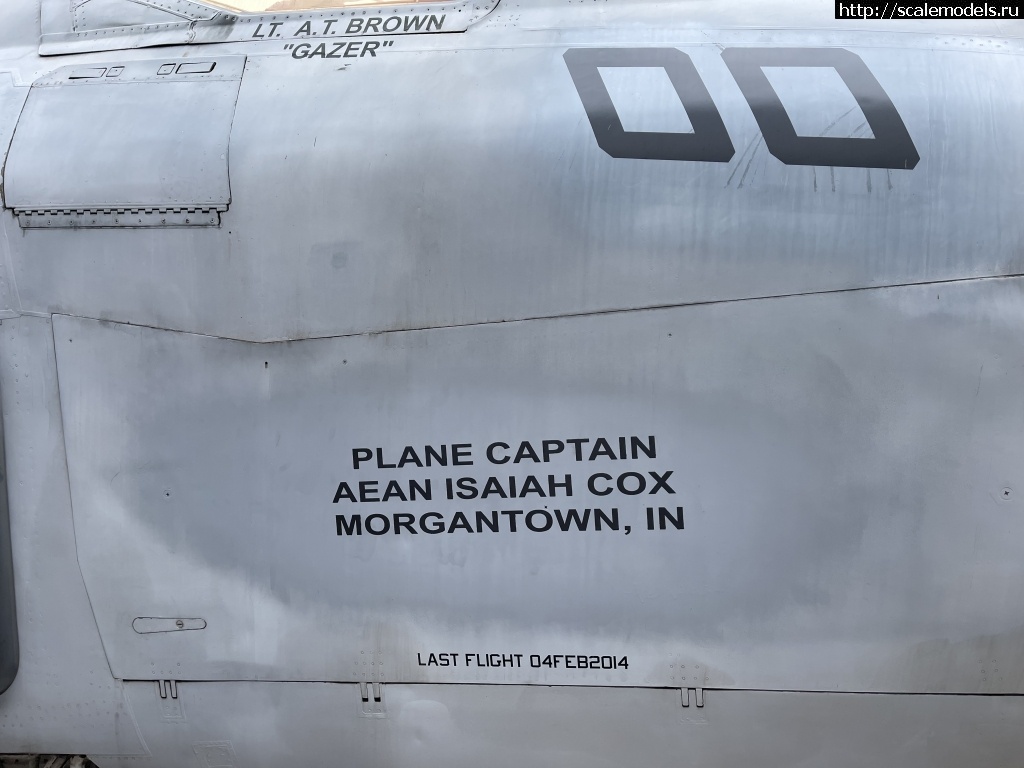 http://scalemodels.ru
LT. A.T. BROWN
"GAZER"
00
PLANE CAPTAIN
AEAN ISAIAH COX
MORGANTOWN, IN
LAST FLIGHT 04FEB2014